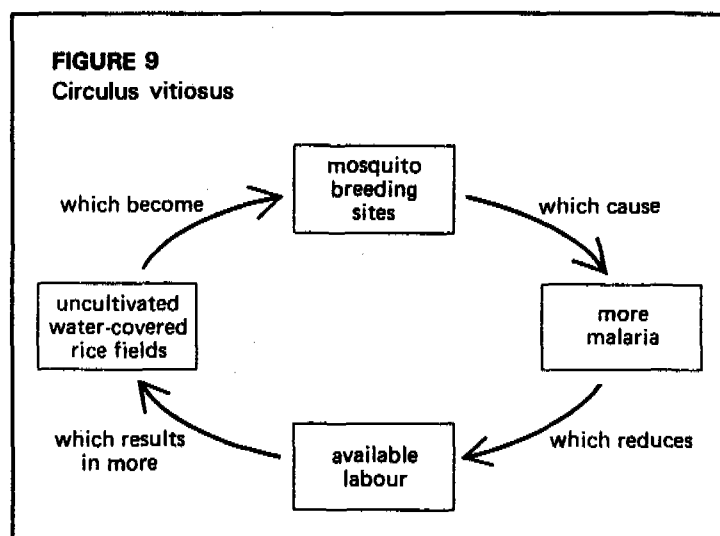 FIGURE 9
Circulus vitiosus
mosquito
breeding
sites
which become
which cause
uncultivated
water-covered
rice fields
more
malaria
which results
in more
available
labour
which reduces